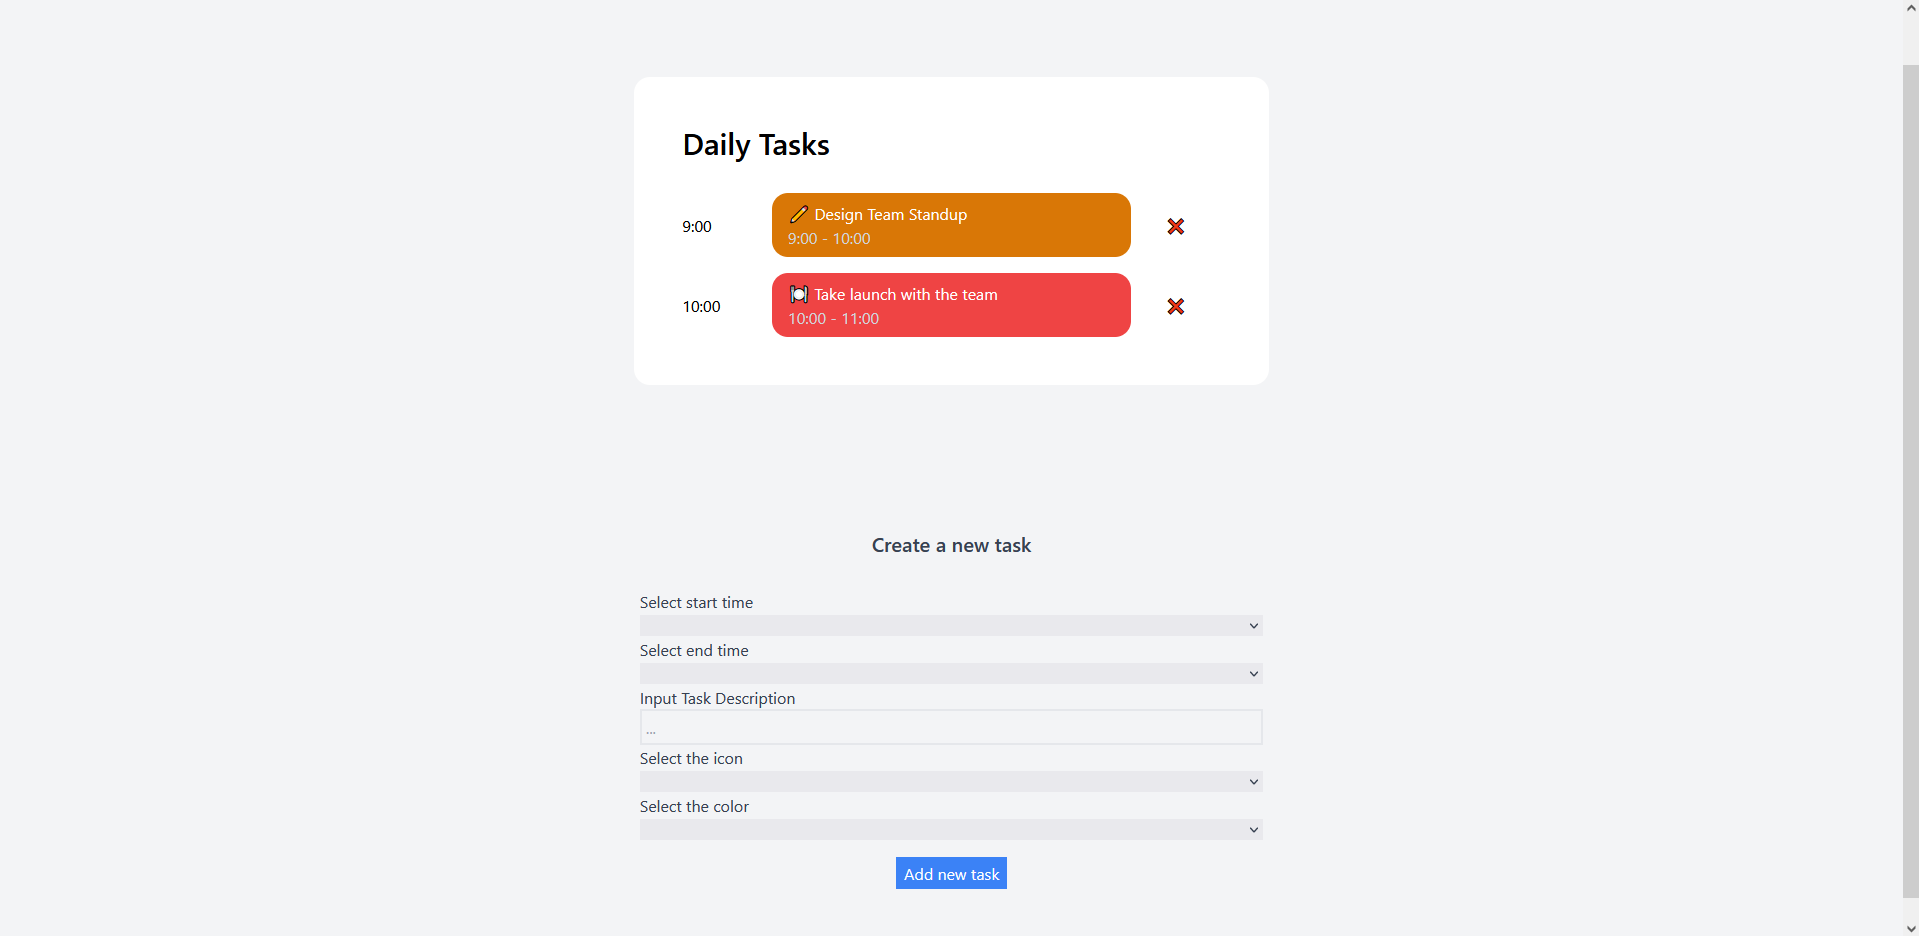 Daily Tasks
9:00
Design Team Standup
9:00 - 10:00
10:00
Take launch with the team
10:00 - 11:00
Create a new task
Select start time
Select end time
Input Task Description
...
Select the icon
Select the color
Add new task